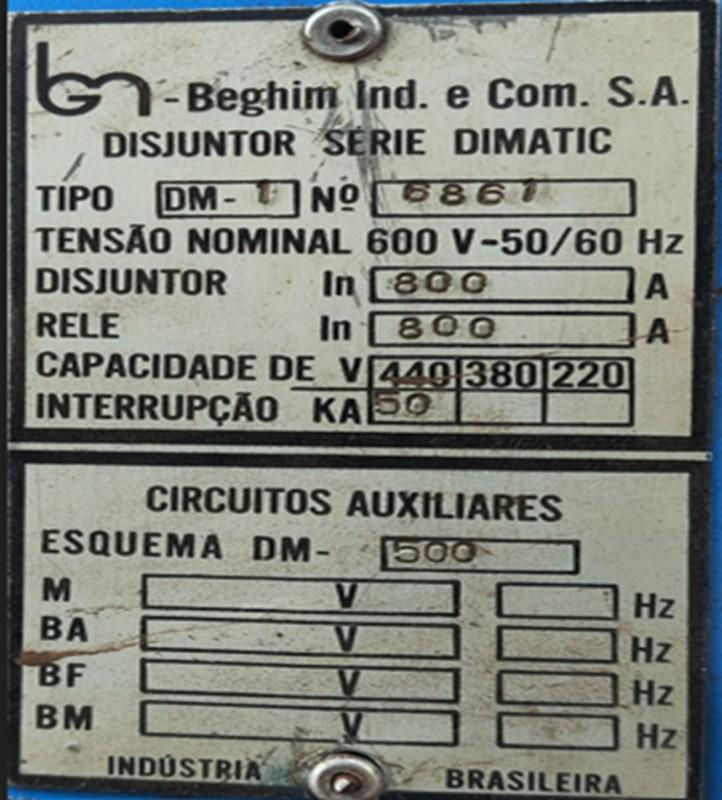 bgn - Beghim Ind. e Com. S.A.
DISJUNTOR SÉRIE DIMATIC
TIPO DM- 1 Nº 6861
TENSÃO NOMINAL 600 V-50/60 Hz
DISJUNTOR In 800 A
RELE In 800 A
CAPACIDADE DE V 440 380 220
INTERRUPÇÃO KA 50
CIRCUITOS AUXILIARES
ESQUEMA DM- 500
M V Hz
BA V Hz
BF V Hz
BM V Hz
INDÚSTRIA BRASILEIRA